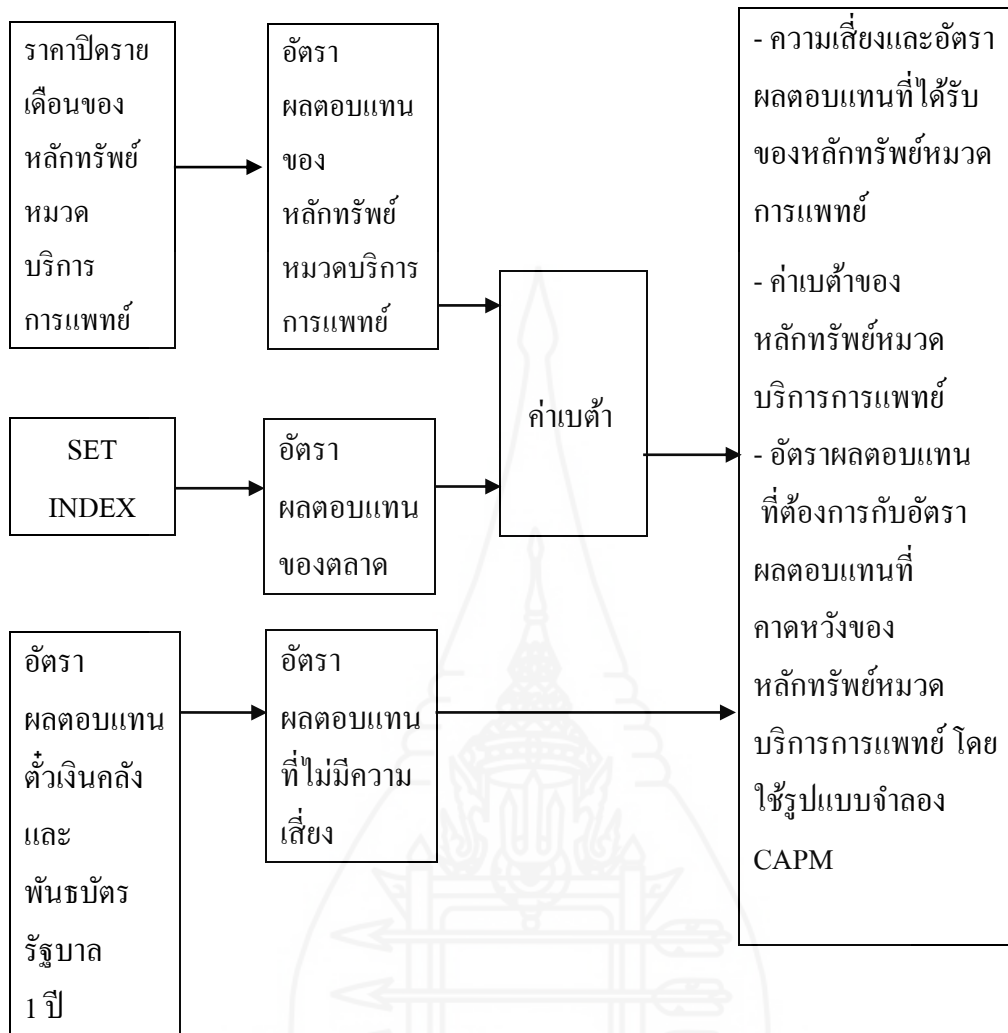 ราคาปิดราย
เดือนของ
หลักทรัพย์
หมวด
บริการ
การแพทย์
อัตรา
ผลตอบแทน
ของ
หลักทรัพย์
หมวดบริการ
การแพทย์
SET
INDEX
อัตรา
ผลตอบแทน
ของตลาด
อัตรา
ผลตอบแทน
ตั๋วเงินคลัง
และ
พันธบัตร
รัฐบาล
1 ปี
อัตรา
ผลตอบแทน
ที่ไม่มีความ
เสี่ยง
ค่าเบต้า
- ความเสี่ยงและอัตรา
ผลตอบแทนที่ได้รับ
ของหลักทรัพย์หมวด
การแพทย์
- ค่าเบต้าของ
หลักทรัพย์หมวด
บริการการแพทย์
- อัตราผลตอบแทน
ที่ต้องการกับอัตรา
ผลตอบแทนที่
คาดหวังของ
หลักทรัพย์หมวด
บริการการแพทย์ โดย
ใช้รูปแบบจำลอง
CAPM